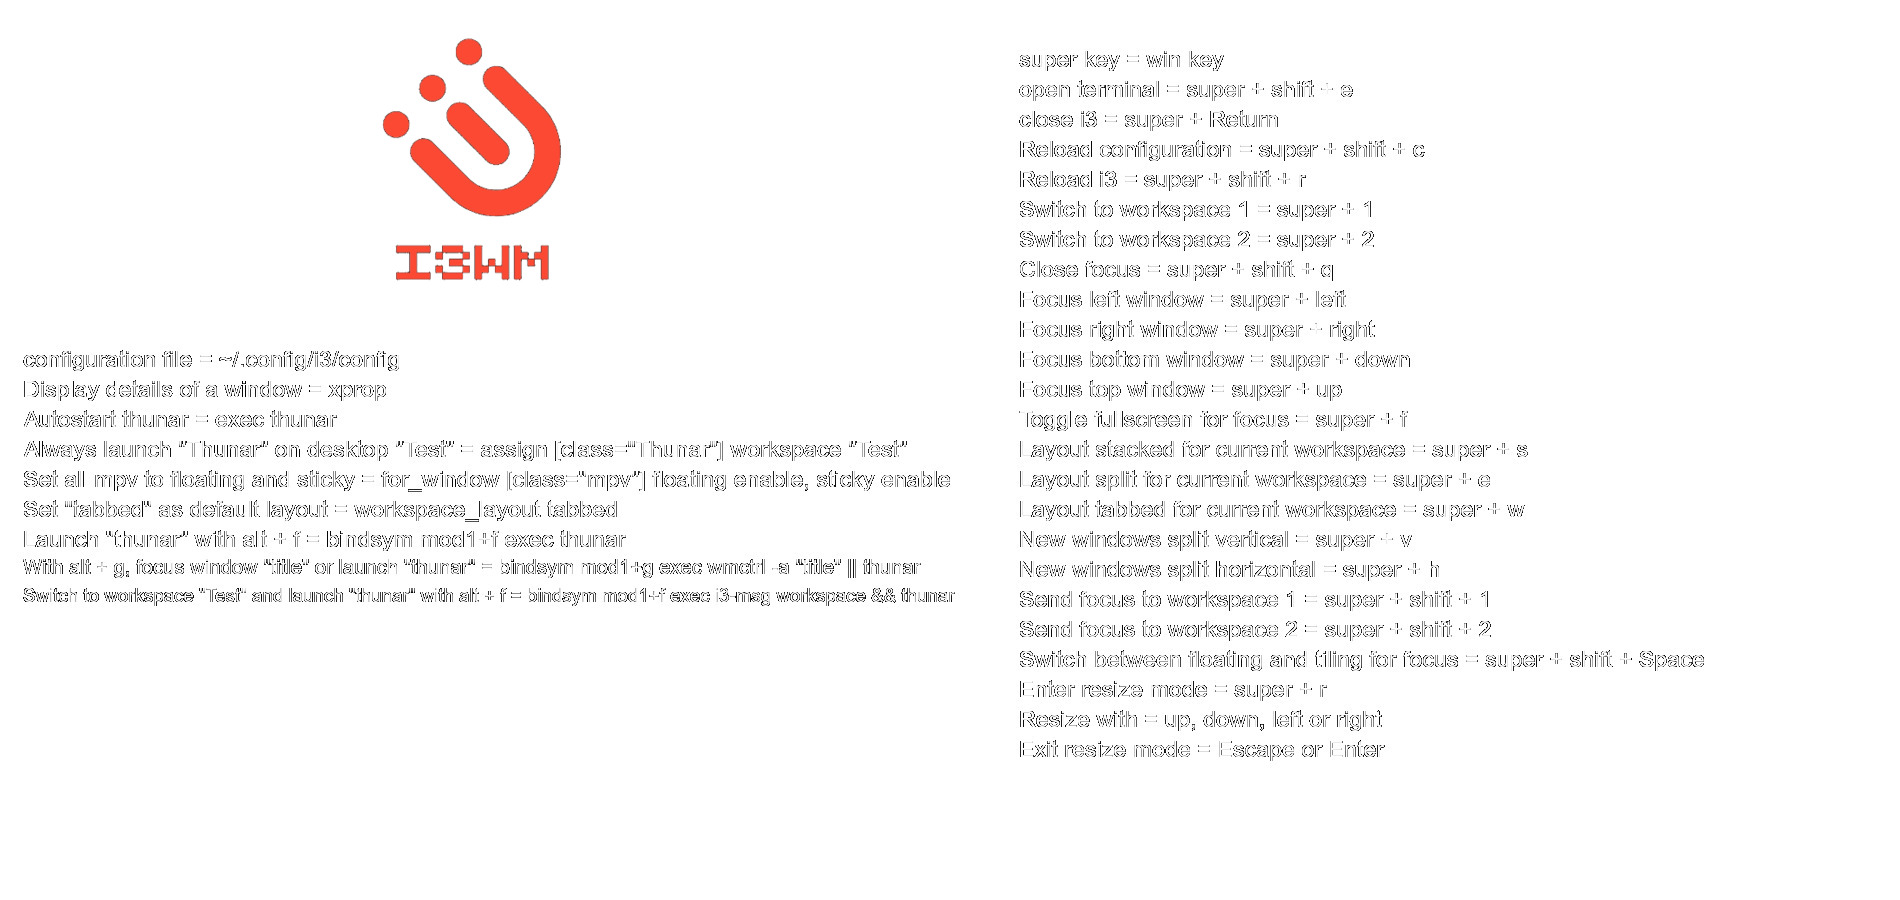 I3WM
configuration file = ~/.config/i3/config
Display details of a window = xprop
Autostart thunar = exec thunar
Always launch "Thunar" on desktop "Test" = assign [class="Thunar"] workspace "Test"
Set all mpv to floating and sticky = for_window [class="mpv"] floating enable, sticky enable
Set "tabbed" as default layout = workspace_layout tabbed
Launch "thunar" with alt + f = bindsym mod1+f exec thunar
With alt + g, focus window "title" or launch "thunar" = bindsym mod1+g exec wmctrl -a "title" || thunar
Switch to workspace "Test" and launch "thunar" with alt + f = bindsym mod1+f exec i3-msg workspace && thunar
super key = win key
open terminal = super + shift + e
close i3 = super + Return
Reload configuration = super + shift + c
Reload i3 = super + shift + r
Switch to workspace 1 = super + 1
Switch to workspace 2 = super + 2
Close focus = super + shift + q
Focus left window = super + left
Focus right window = super + right
Focus bottom window = super + down
Focus top window = super + up
Toggle fullscreen for focus = super + f
Layout stacked for current workspace = super + s
Layout split for current workspace = super + e
Layout tabbed for current workspace = super + w
New windows split vertical = super + v
New windows split horizontal = super + h
Send focus to workspace 1 = super + shift + 1
Send focus to workspace 2 = super + shift + 2
Switch between floating and tiling for focus = super + shift + Space
Enter resize mode = super + r
Resize with = up, down, left or right
Exit resize mode = Escape or Enter